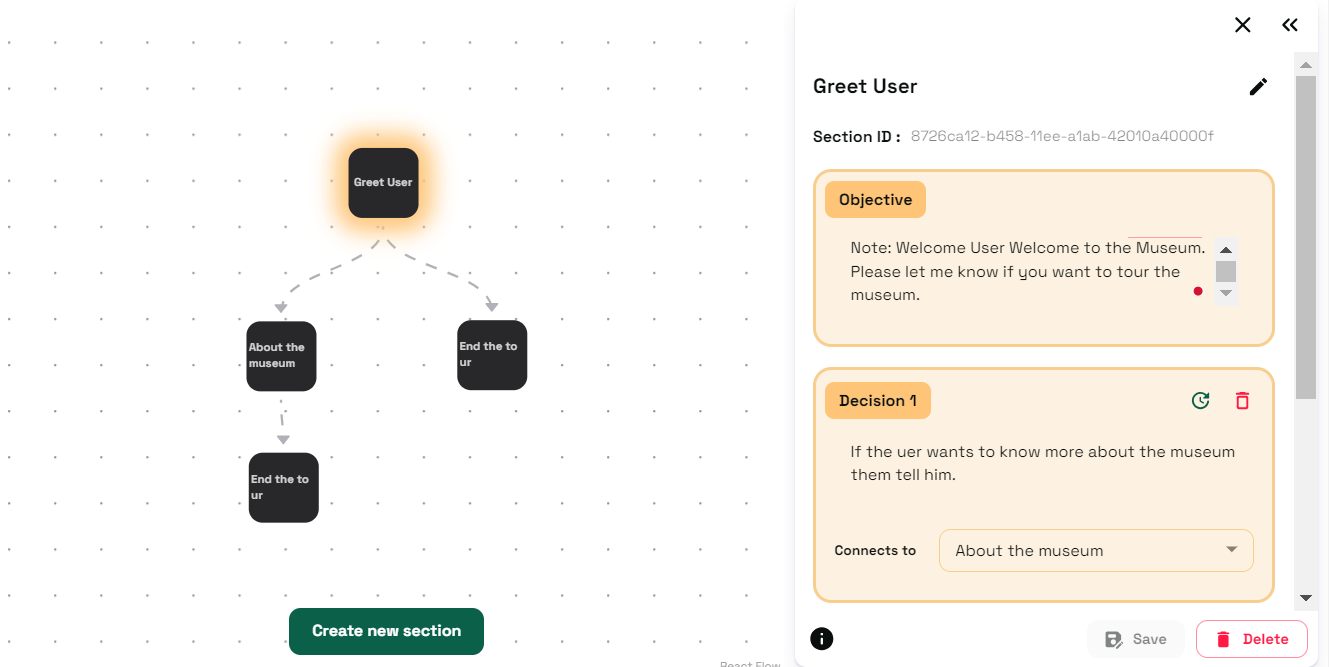 Greet User
About the
museum
End the to
ur
End the to
ur
Create new section
React Flow
Greet User
Section ID : 8726ca12-b458-11ee-a1ab-42010a40000f
Objective
Note: Welcome User Welcome to the Museum.
Please let me know if you want to tour the
museum.
Decision 1
If the uer wants to know more about the museum
them tell him.
Connects to About the museum
Save Delete